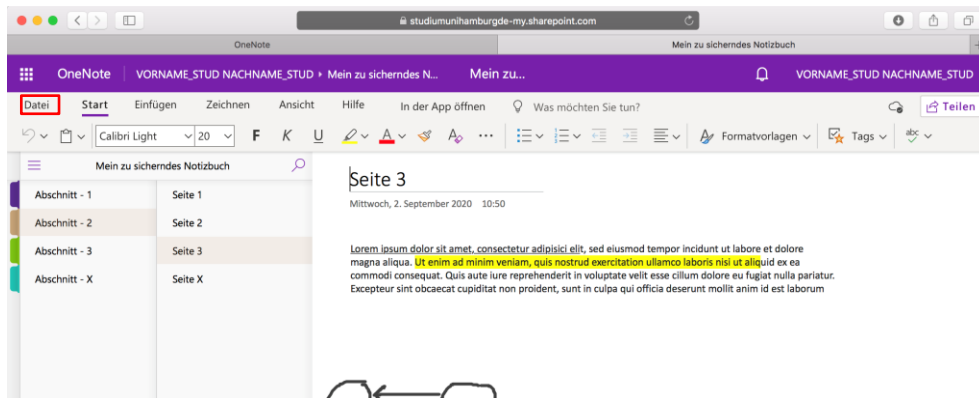 studiumunihamburgde-my.sharepoint.com
OneNote
Mein zu sicherndes Notizbuch
OneNote
VORNAME_STUD NACHNAME_STUD ▸ Mein zu sicherndes N...
Mein zu...
VORNAME_STUD NACHNAME_STUD
Datei Start Einfügen Zeichnen Ansicht Hilfe In der App öffnen Was möchten Sie tun? Teilen
Calibri Light 20 F K U A A ... Formatvorlagen Tags abc
Mein zu sicherndes Notizbuch
Abschnitt - 1
Abschnitt - 2
Abschnitt - 3
Abschnitt - X
Seite 1
Seite 2
Seite 3
Seite X
Seite 3
Mittwoch, 2. September 2020 10:50
Lorem ipsum dolor sit amet, consectetur adipisici elit, sed eiusmod tempor incidunt ut labore et dolore
magna aliqua. Ut enim ad minim veniam, quis nostrud exercitation ullamco laboris nisi ut aliquid ex ea
commodi consequat. Quis aute iure reprehenderit in voluptate velit esse cillum dolore eu fugiat nulla pariatur.
Excepteur sint obcaecat cupiditat non proident, sunt in culpa qui officia deserunt mollit anim id est laborum